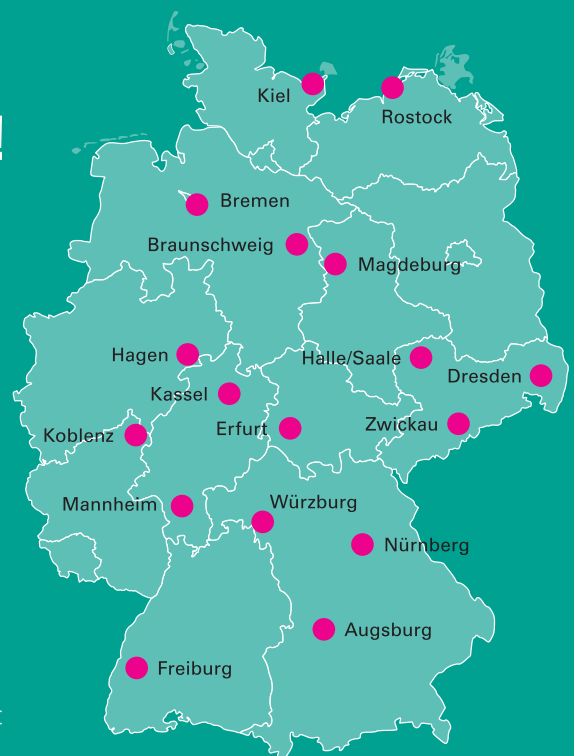 Kiel
Rostock
Bremen
Braunschweig
Magdeburg
Hagen
Halle/Saale
Dresden
Kassel
Koblenz
Erfurt
Zwickau
Mannheim
Würzburg
Nürnberg
Augsburg
Freiburg